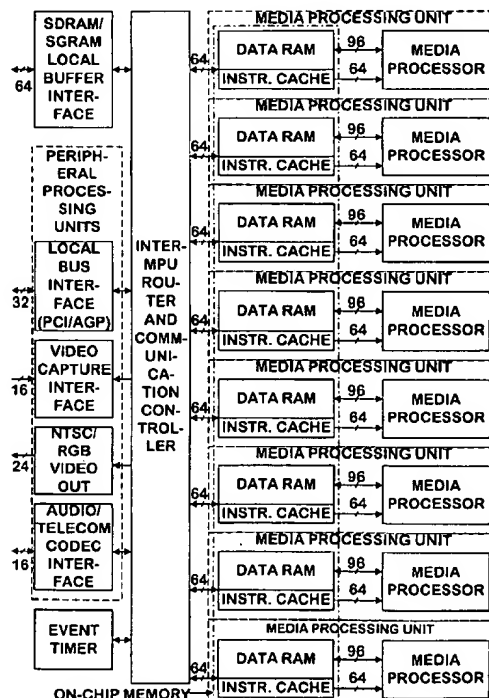 SDRAM/
SGRAM
LOCAL
BUFFER
INTER-
FACE
64
PERIPH-
ERAL
PROCES-
SING
UNITS
LOCAL
BUS
INTER-
FACE
(PCI/AGP)
32
VIDEO
CAPTURE
INTER-
FACE
16
NTSC/
RGB
VIDEO
OUT
24
AUDIO/
TELECOM
CODEC
INTER-
FACE
16
EVENT
TIMER
INTER-
MPU
ROU-
TER
AND
COMM-
UNI-
CATION
CON-
TROL-
LER
MEDIA PROCESSING UNIT
64
DATA RAM
INSTR. CACHE
96
64
MEDIA
PROCESSOR
MEDIA PROCESSING UNIT
64
DATA RAM
INSTR. CACHE
96
64
MEDIA
PROCESSOR
MEDIA PROCESSING UNIT
64
DATA RAM
INSTR. CACHE
96
64
MEDIA
PROCESSOR
MEDIA PROCESSING UNIT
64
DATA RAM
INSTR. CACHE
96
64
MEDIA
PROCESSOR
MEDIA PROCESSING UNIT
64
DATA RAM
INSTR. CACHE
96
64
MEDIA
PROCESSOR
MEDIA PROCESSING UNIT
64
DATA RAM
INSTR. CACHE
96
64
MEDIA
PROCESSOR
MEDIA PROCESSING UNIT
64
DATA RAM
INSTR. CACHE
96
64
MEDIA
PROCESSOR
MEDIA PROCESSING UNIT
64
DATA RAM
INSTR. CACHE
96
64
MEDIA
PROCESSOR
ON-CHIP MEMORY